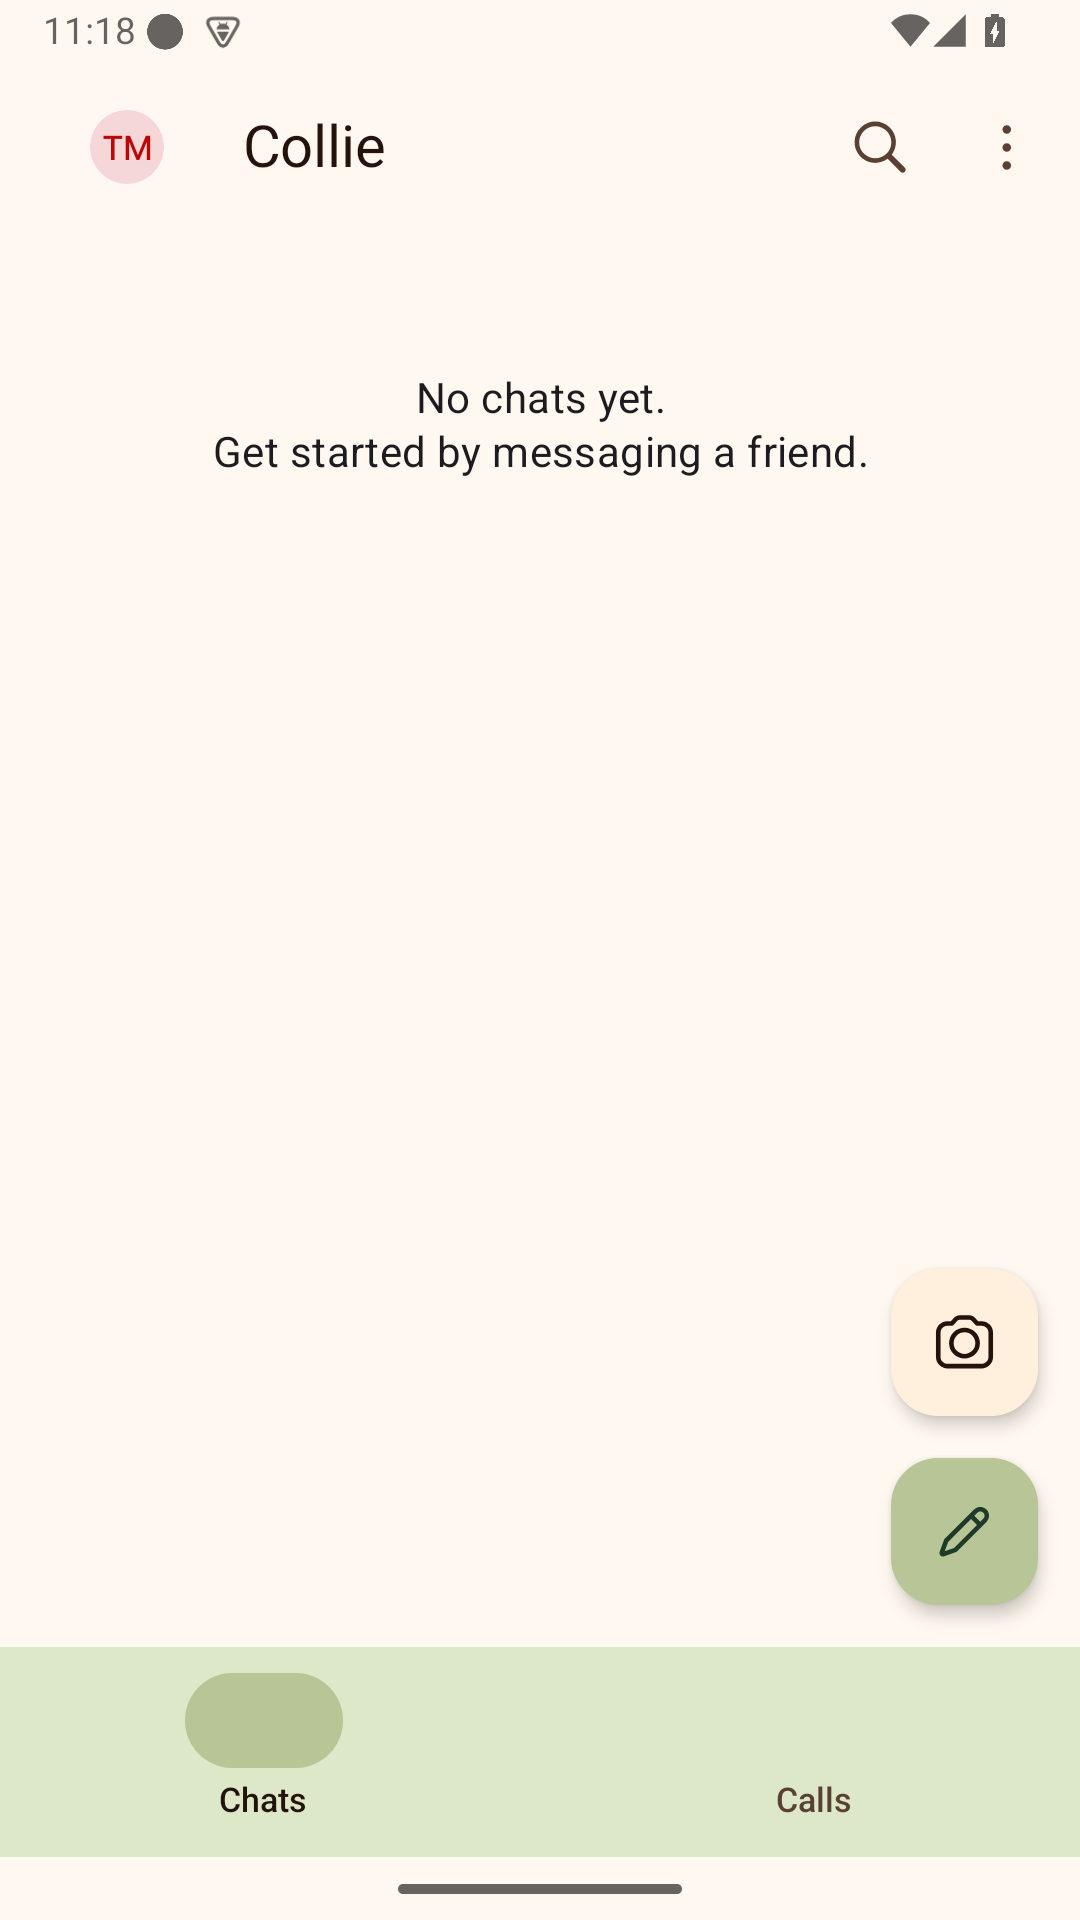 11:18
TM
Collie
No chats yet.
Get started by messaging a friend.
Chats
Calls